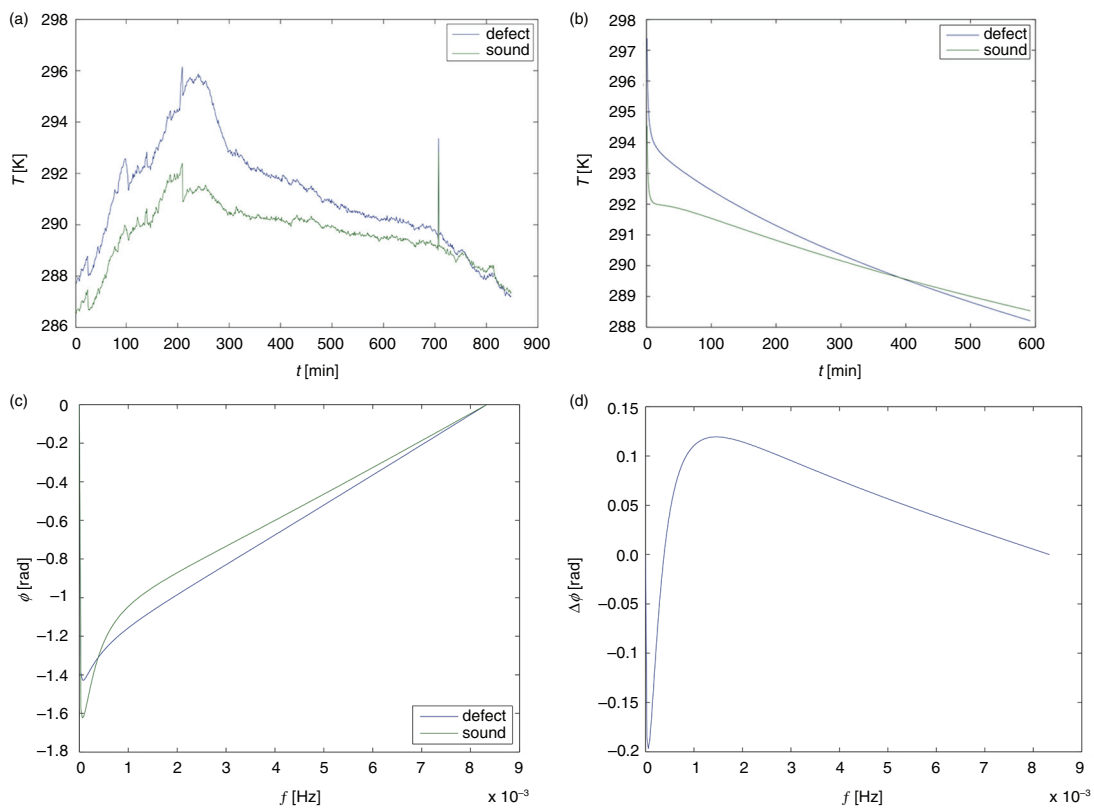 (a)
298
296
294
292
290
288
286
T [K]
0 100 200 300 400 500 600 700 800 900
t [min]
defect
sound
(b)
298
297
296
295
294
293
292
291
290
289
288
T [K]
0 100 200 300 400 500 600
t [min]
defect
sound
(c)
0
−0.2
−0.4
−0.6
−0.8
−1
−1.2
−1.4
−1.6
−1.8
ϕ [rad]
0 1 2 3 4 5 6 7 8 9
f [Hz]
x 10⁻³
defect
sound
(d)
0.15
0.1
0.05
0.0
−0.05
−0.1
−0.15
−0.2
Δϕ [rad]
0 1 2 3 4 5 6 7 8 9
f [Hz]
x 10⁻³